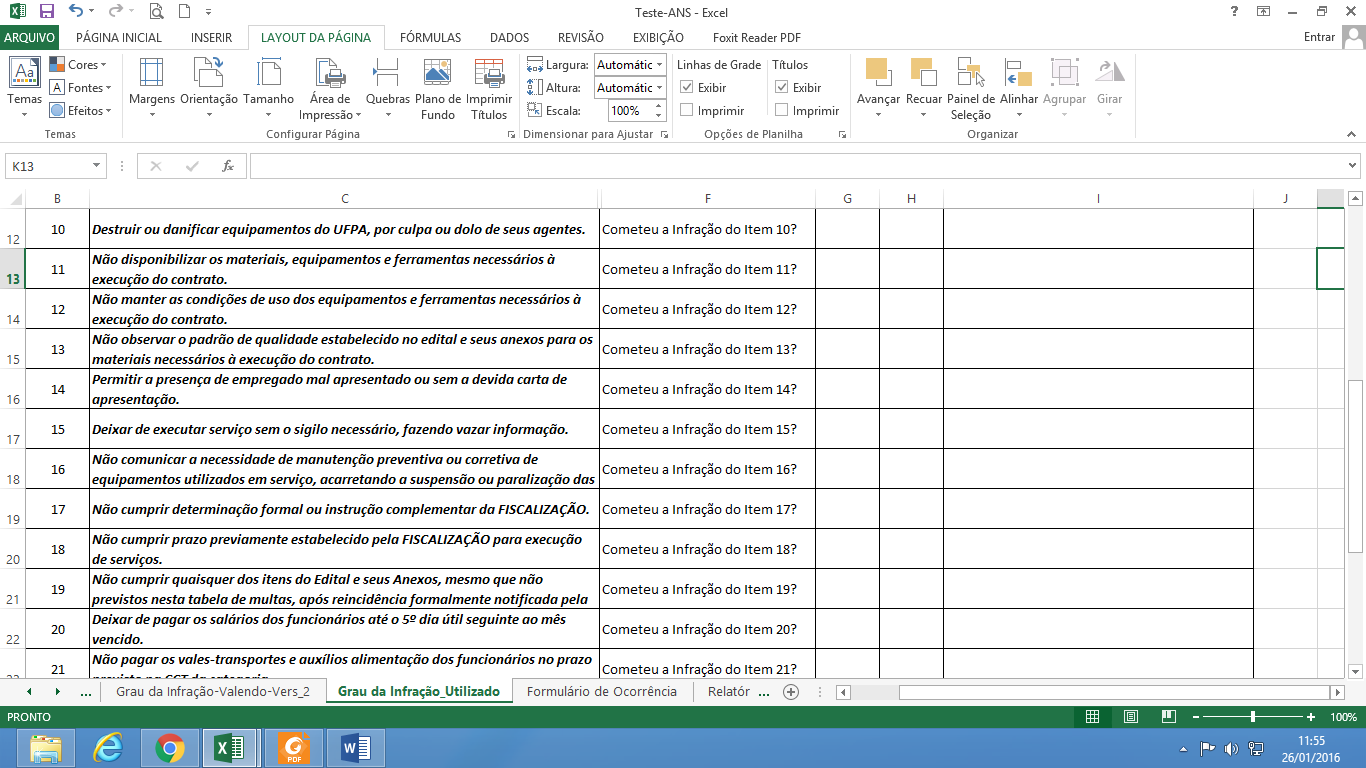 Teste-ANS - Excel
ARQUIVO PÁGINA INICIAL INSERIR LAYOUT DA PÁGINA FÓRMULAS DADOS REVISÃO EXIBIÇÃO Foxit Reader PDF Entrar
Temas
Cores
Fontes
Efeitos
Temas
Margens Orientação Tamanho Área de Impressão Quebras Plano de Fundo Imprimir Títulos
Configurar Página
Largura: Automátic
Altura: Automátic
Escala: 100%
Dimensionar para Ajustar
Linhas de Grade Títulos
Exibir Exibir
Imprimir Imprimir
Opções de Planilha
Avançar Recuar Painel de Seleção Alinhar Agrupar Girar
Organizar
K13
fx
B C F G H I J
12 10 Destruir ou danificar equipamentos do UFPA, por culpa ou dolo de seus agentes. Cometeu a Infração do Item 10?
13 11 Não disponibilizar os materiais, equipamentos e ferramentas necessários à
execução do contrato. Cometeu a Infração do Item 11?
14 12 Não manter as condições de uso dos equipamentos e ferramentas necessários à
execução do contrato. Cometeu a Infração do Item 12?
15 13 Não observar o padrão de qualidade estabelecido no edital e seus anexos para os
materiais necessários à execução do contrato. Cometeu a Infração do Item 13?
16 14 Permitir a presença de empregado mal apresentado ou sem a devida carta de
apresentação. Cometeu a Infração do Item 14?
17 15 Deixar de executar serviço sem o sigilo necessário, fazendo vazar informação. Cometeu a Infração do Item 15?
18 16 Não comunicar a necessidade de manutenção preventiva ou corretiva de
equipamentos utilizados em serviço, acarretando a suspensão ou paralização das Cometeu a Infração do Item 16?
19 17 Não cumprir determinação formal ou instrução complementar da FISCALIZAÇÃO. Cometeu a Infração do Item 17?
20 18 Não cumprir prazo previamente estabelecido pela FISCALIZAÇÃO para execução
de serviços. Cometeu a Infração do Item 18?
21 19 Não cumprir quaisquer dos itens do Edital e seus Anexos, mesmo que não
previstos nesta tabela de multas, após reincidência formalmente notificada pela Cometeu a Infração do Item 19?
22 20 Deixar de pagar os salários dos funcionários até o 5º dia útil seguinte ao mês
vencido. Cometeu a Infração do Item 20?
21 Não pagar os vales-transportes e auxílios alimentação dos funcionários no prazo
Cometeu a Infração do Item 21?
... Grau da Infração-Valendo-Vers_2 Grau da Infração_Utilizado Formulário de Ocorrência Relatór ...
PRONTO 100%
PDF
11:55
26/01/2016